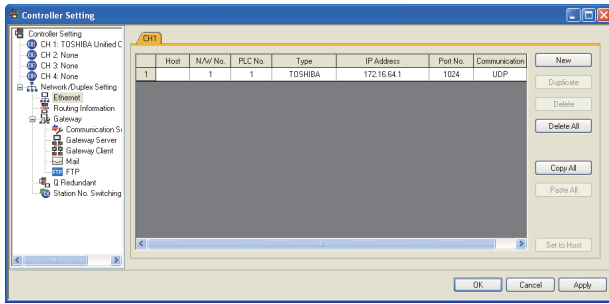 Controller Setting
Controller Setting
CH 1: TOSHIBA Unified C
CH 2: None
CH 3: None
CH 4: None
Network/Duplex Setting
Ethernet
Routing Information
Gateway
Communication S
Gateway Server
Gateway Client
Mail
FTP FTP
Q Redundant
Station No. Switching
CH1
Host N/W No. PLC No. Type IP Address Port No. Communication
1 1 1 TOSHIBA 172.16.64.1 1024 UDP
New
Duplicate
Delete
Delete All
Copy All
Paste All
Set to Host
OK Cancel Apply